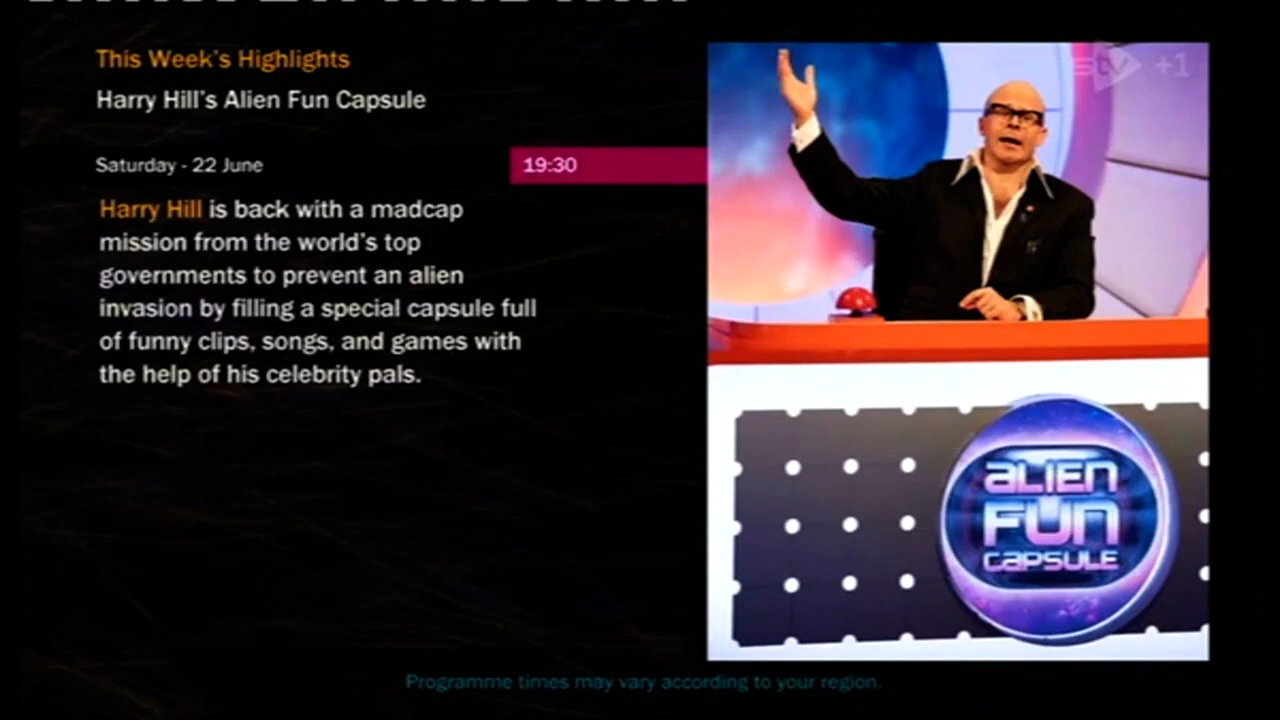 This Week's Highlights
Harry Hill's Alien Fun Capsule
stv +1
Saturday - 22 June
19:30
Harry Hill is back with a madcap
mission from the world's top
governments to prevent an alien
invasion by filling a special capsule full
of funny clips, songs, and games with
the help of his celebrity pals.
ALIEN
FUN
CAPSULE
Programme times may vary according to your region.